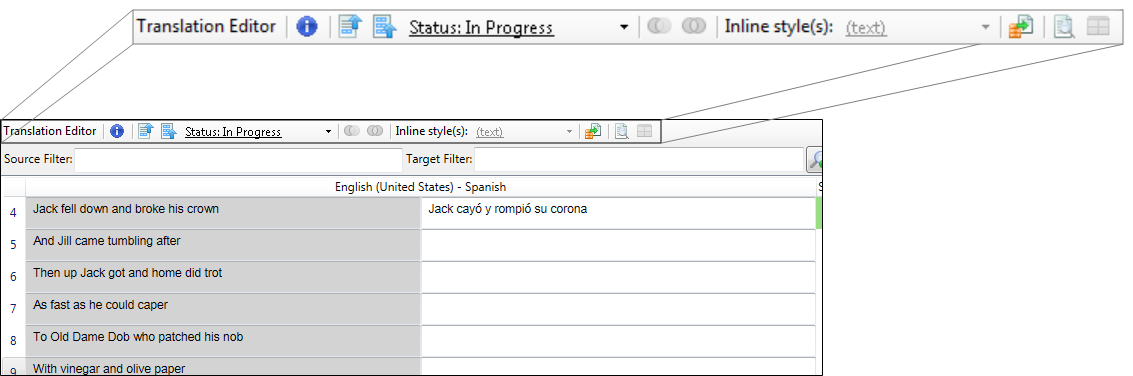 Translation Editor Status: In Progress Inline style(s): (text)
Translation Editor Status: In Progress Inline style(s): (text)
Source Filter: Target Filter:
English (United States) - Spanish S
4 Jack fell down and broke his crown Jack cayó y rompió su corona
5 And Jill came tumbling after
6 Then up Jack got and home did trot
7 As fast as he could caper
8 To Old Dame Dob who patched his nob
9 With vinegar and olive paper